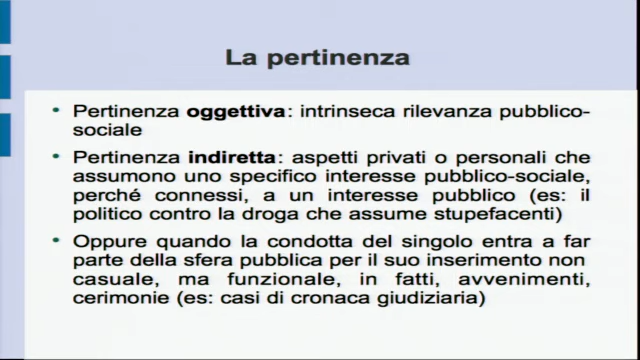 La pertinenza
• Pertinenza oggettiva: intrinseca rilevanza pubblico-
sociale
• Pertinenza indiretta: aspetti privati o personali che
assumono uno specifico interesse pubblico-sociale,
perché connessi, a un interesse pubblico (es: il
politico contro la droga che assume stupefacenti)
• Oppure quando la condotta del singolo entra a far
parte della sfera pubblica per il suo inserimento non
casuale, ma funzionale, in fatti, avvenimenti,
cerimonie (es: casi di cronaca giudiziaria)